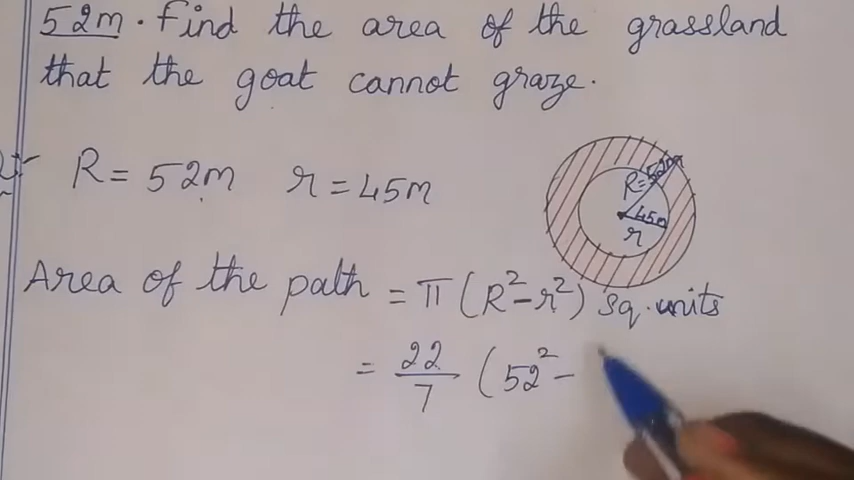 52m. Find the area of the grassland
that the goat cannot graze.
R = 52m r = 45m
R = 52m
45m
r
Area of the path = π (R² - r²) sq. units
= 22/7 (52² -